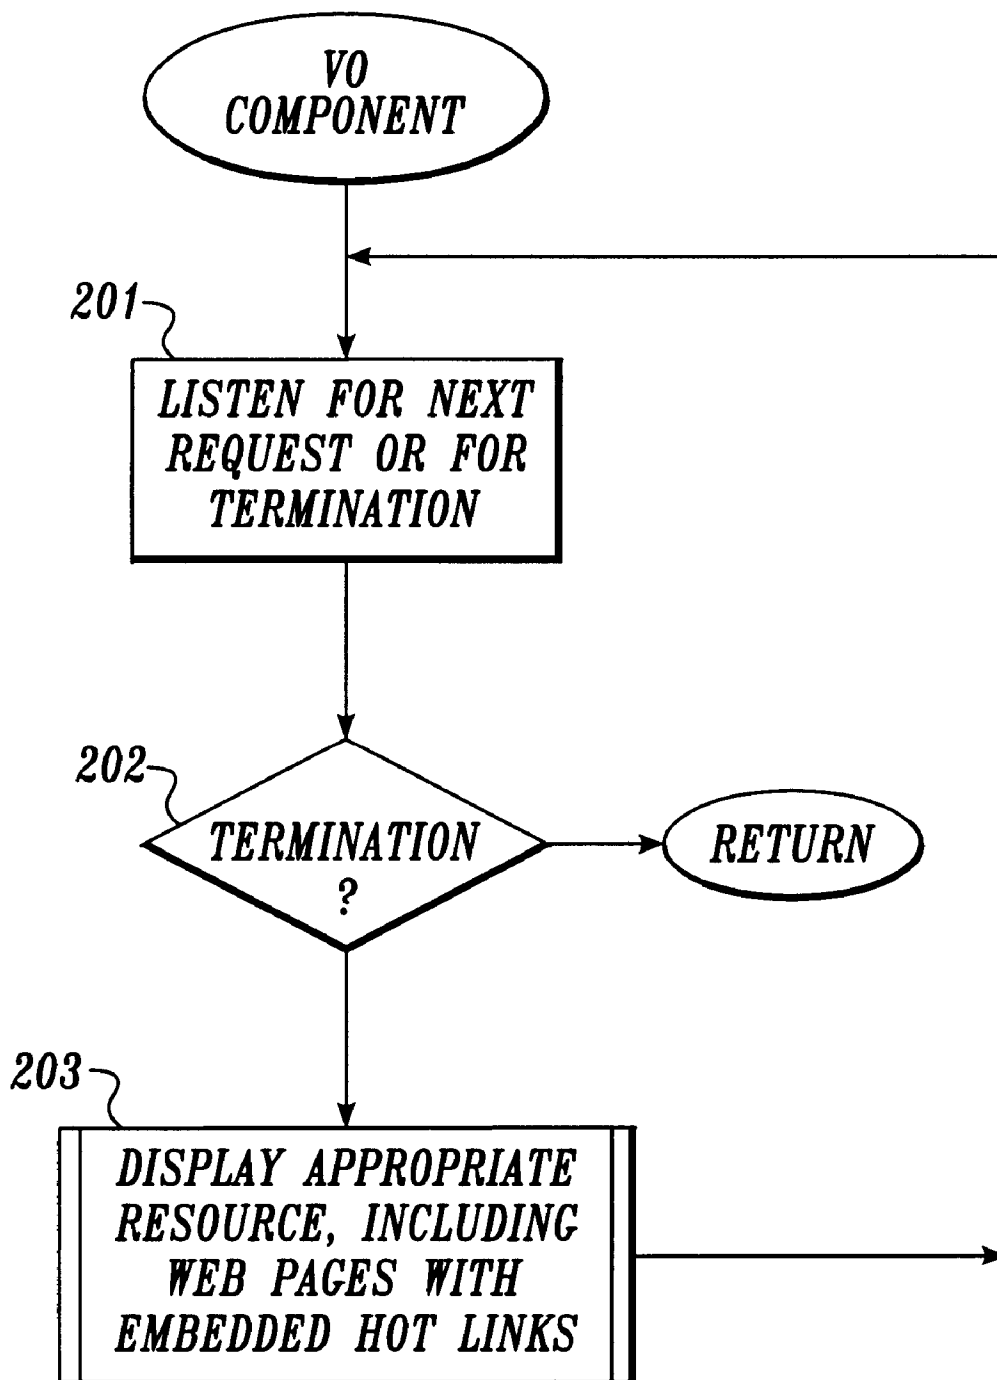 VO
COMPONENT
201
LISTEN FOR NEXT
REQUEST OR FOR
TERMINATION
202
TERMINATION
?
RETURN
203
DISPLAY APPROPRIATE
RESOURCE, INCLUDING
WEB PAGES WITH
EMBEDDED HOT LINKS